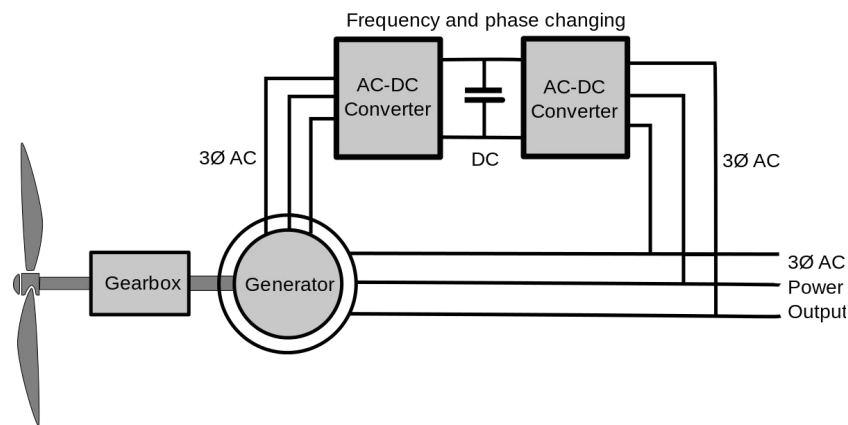 Frequency and phase changing
AC-DC
Converter
AC-DC
Converter
3Ø AC
DC
3Ø AC
Gearbox
Generator
3Ø AC
Power
Output